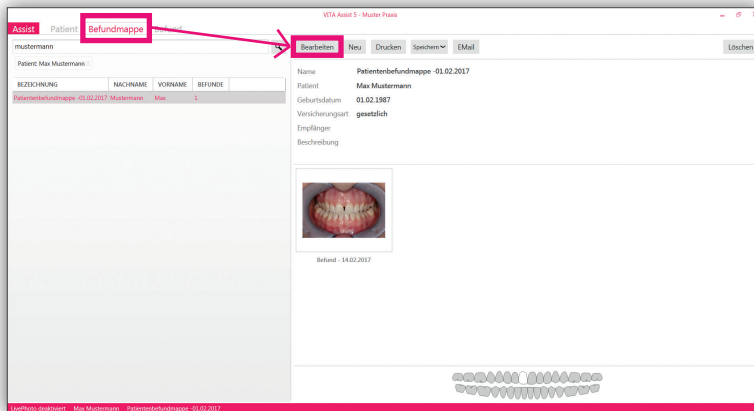 VITA Assist 5 - Muster Praxis
Assist Patient Befundmappe Befund
mustermann
Bearbeiten Neu Drucken Speichern EMail Löschen
Patient: Max Mustermann
Name Patientenbefundmappe -01.02.2017
Patient Max Mustermann
Geburtsdatum 01.02.1987
Versicherungsart gesetzlich
Empfänger
Beschreibung
BEZEICHNUNG NACHNAME VORNAME BEFUNDE
Patientenbefundmappe -01.02.2017 Mustermann Max 1
Befund - 14.02.2017
LivePhoto deaktiviert Max Mustermann Patientenbefundmappe -01.02.2017